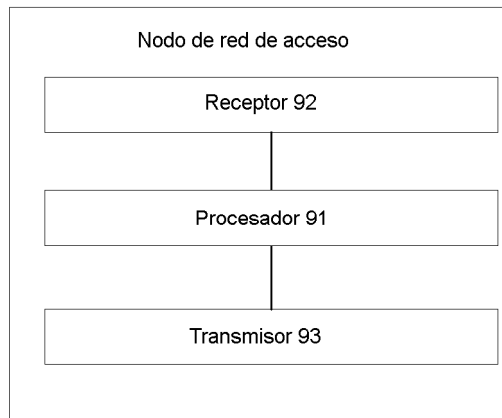 Nodo de red de acceso
Receptor 92
Procesador 91
Transmisor 93